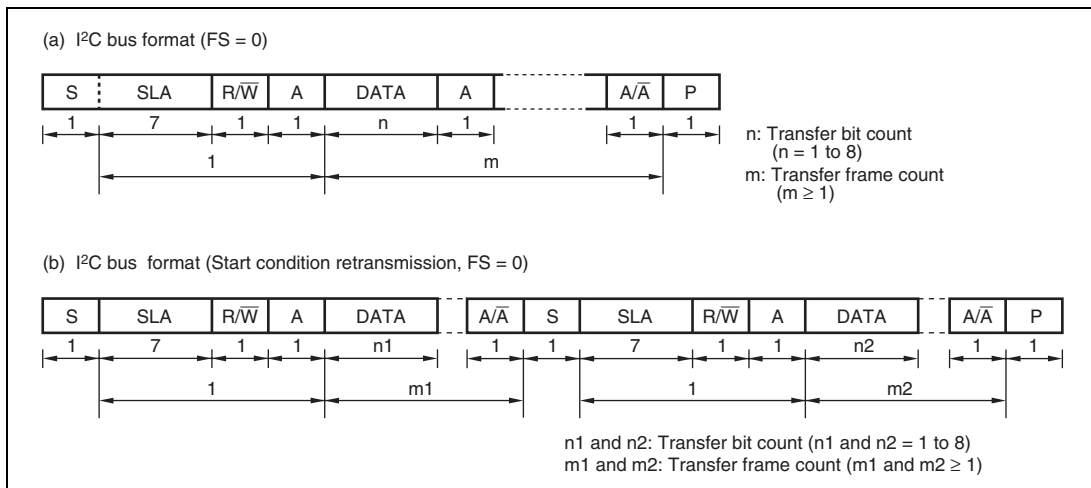 (a) I²C bus format (FS = 0)
S SLA R/W̅ A DATA A A/A̅ P
1 7 1 1 n 1 1 1
1 m
n: Transfer bit count
(n = 1 to 8)
m: Transfer frame count
(m ≥ 1)
(b) I²C bus format (Start condition retransmission, FS = 0)
S SLA R/W̅ A DATA A/A̅ S SLA R/W̅ A DATA A/A̅ P
1 7 1 1 n1 1 1 7 1 1 n2 1 1
1 m1 1 m2
n1 and n2: Transfer bit count (n1 and n2 = 1 to 8)
m1 and m2: Transfer frame count (m1 and m2 ≥ 1)